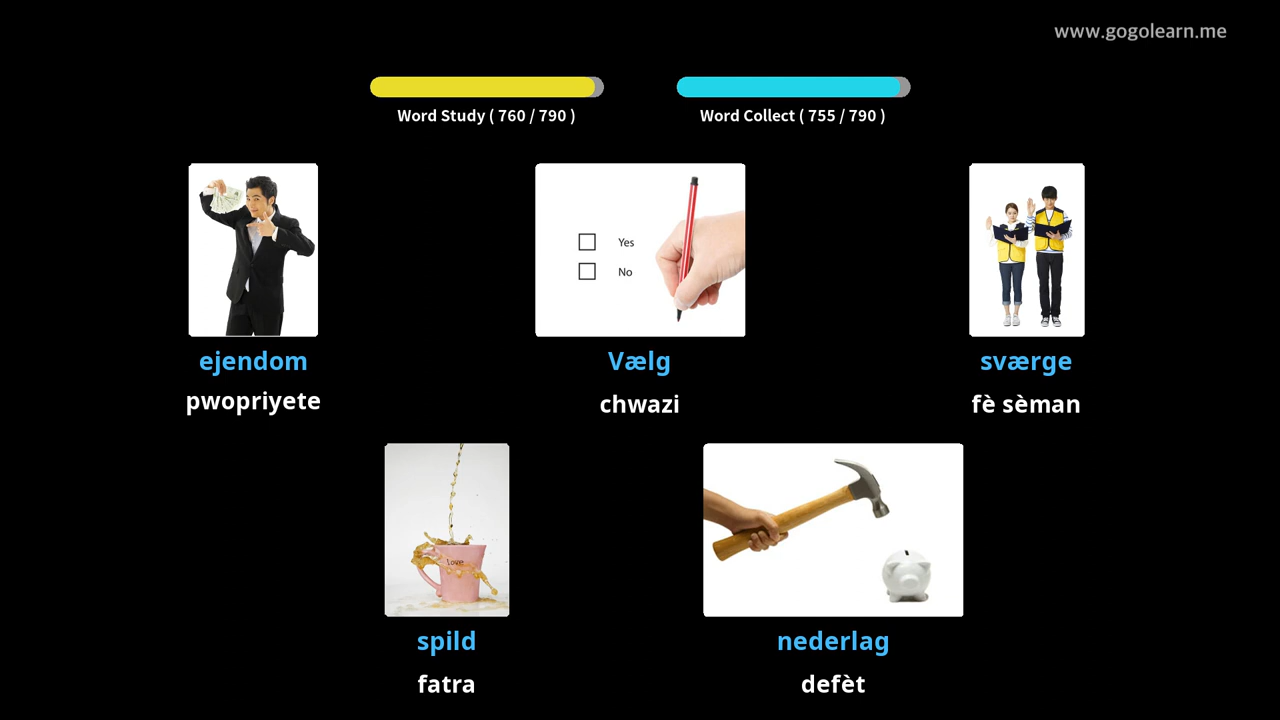 www.gogolearn.me
Word Study ( 760 / 790 )
Word Collect ( 755 / 790 )
Yes
No
ejendom
Vælg
sværge
pwopriyete
chwazi
fè sèman
love
spild
nederlag
fatra
defèt